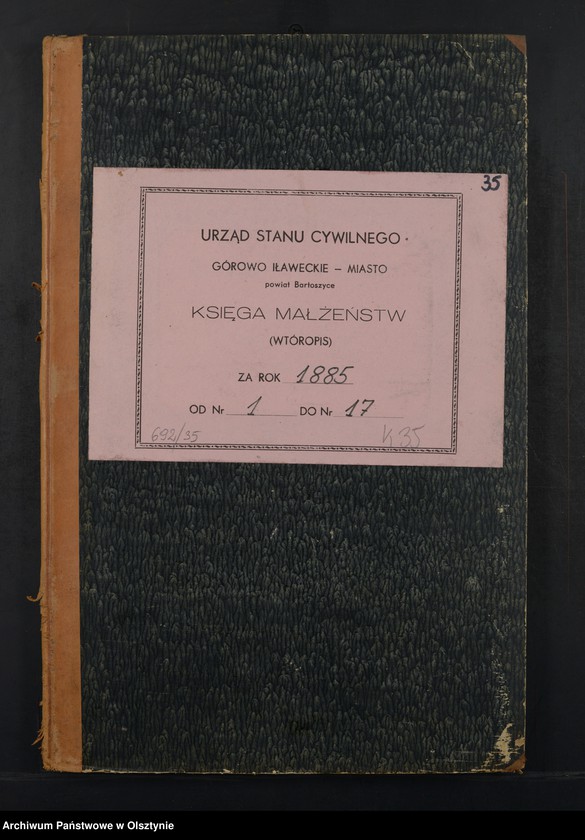 35
URZĄD STANU CYWILNEGO
GÓROWO IŁAWECKIE – MIASTO
powiat Bartoszyce
KSIĘGA MAŁŻEŃSTW
(WTÓROPIS)
ZA ROK 1885
OD Nr 1 DO Nr 17
692/35
K 35
Archiwum Państwowe w Olsztynie